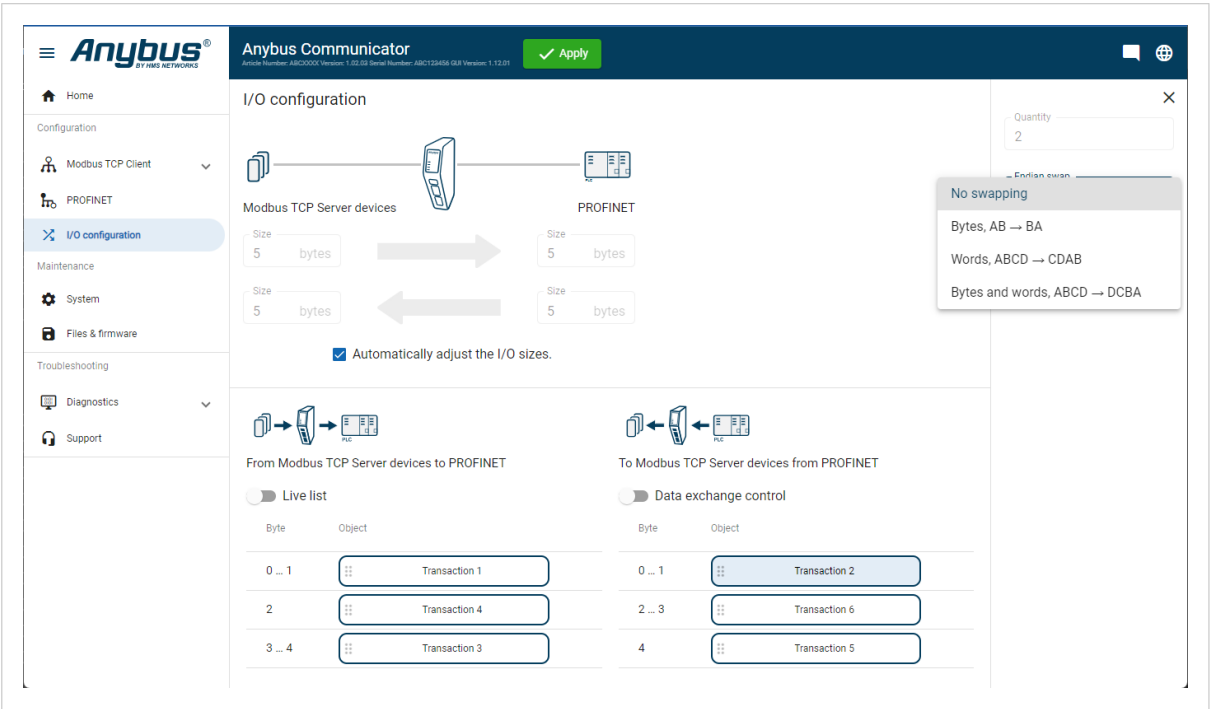 Anybus®
BY HMS NETWORKS
Anybus Communicator
Article Number: ABCXXXX Version: 1.02.03 Serial Number: ABC123456 GUI Version: 1.12.01
Apply
Home
Configuration
Modbus TCP Client
PROFINET
I/O configuration
Maintenance
System
Files & firmware
Troubleshooting
Diagnostics
Support
I/O configuration
PLC
Modbus TCP Server devices
PROFINET
Size
5 bytes
Size
5 bytes
Size
5 bytes
Size
5 bytes
Automatically adjust the I/O sizes.
PLC
From Modbus TCP Server devices to PROFINET
Live list
Byte Object
0 ... 1 Transaction 1
2 Transaction 4
3 ... 4 Transaction 3
PLC
To Modbus TCP Server devices from PROFINET
Data exchange control
Byte Object
0 ... 1 Transaction 2
2 ... 3 Transaction 6
4 Transaction 5
Quantity
2
Endian swap
No swapping
Bytes, AB → BA
Words, ABCD → CDAB
Bytes and words, ABCD → DCBA